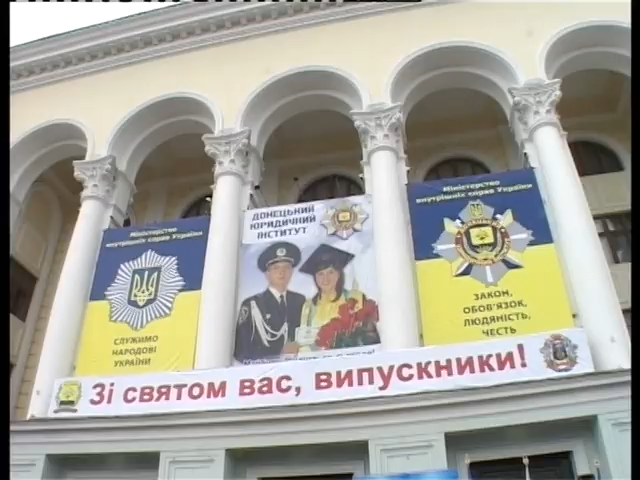 Міністерство
внутрішніх справ України
СЛУЖИМО
НАРОДОВІ
УКРАЇНИ
ДОНЕЦЬКИЙ
ЮРИДИЧНИЙ
ІНСТИТУТ
Міністерство
внутрішніх справ України
ЗАКОН,
ОБОВ'ЯЗОК,
ЛЮДЯНІСТЬ,
ЧЕСТЬ
Зі святом вас, випускники!